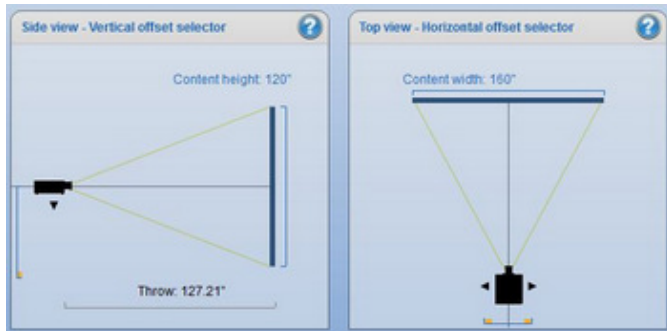 Side view - Vertical offset selector
?
Content height: 120"
Throw: 127.21"
Top view - Horizontal offset selector
?
Content width: 160"